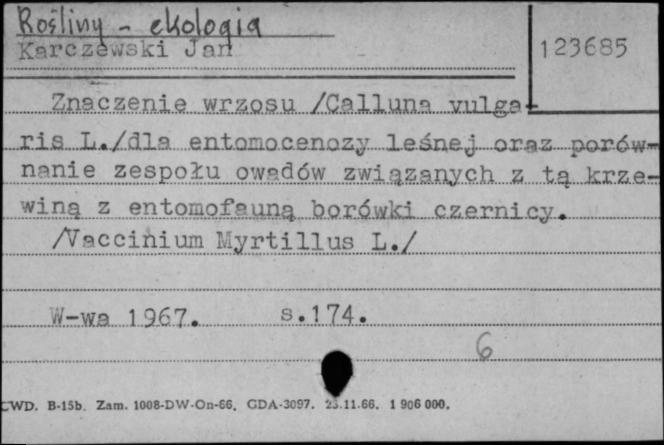 Rośliny - ekologia
Karczewski Jan
123685
Znaczenie wrzosu /Calluna vulga-
ris L./dla entomocenozy leśnej oraz porów-
nanie zespołu owadów związanych z tą krze-
winą z entomofauną borówki czernicy.
/Vaccinium Myrtillus L./
W-wa 1967. s.174.
6
CWD. B-15b. Zam. 1008-DW-On-66. GDA-3097. 23.11.66. 1 906 000.